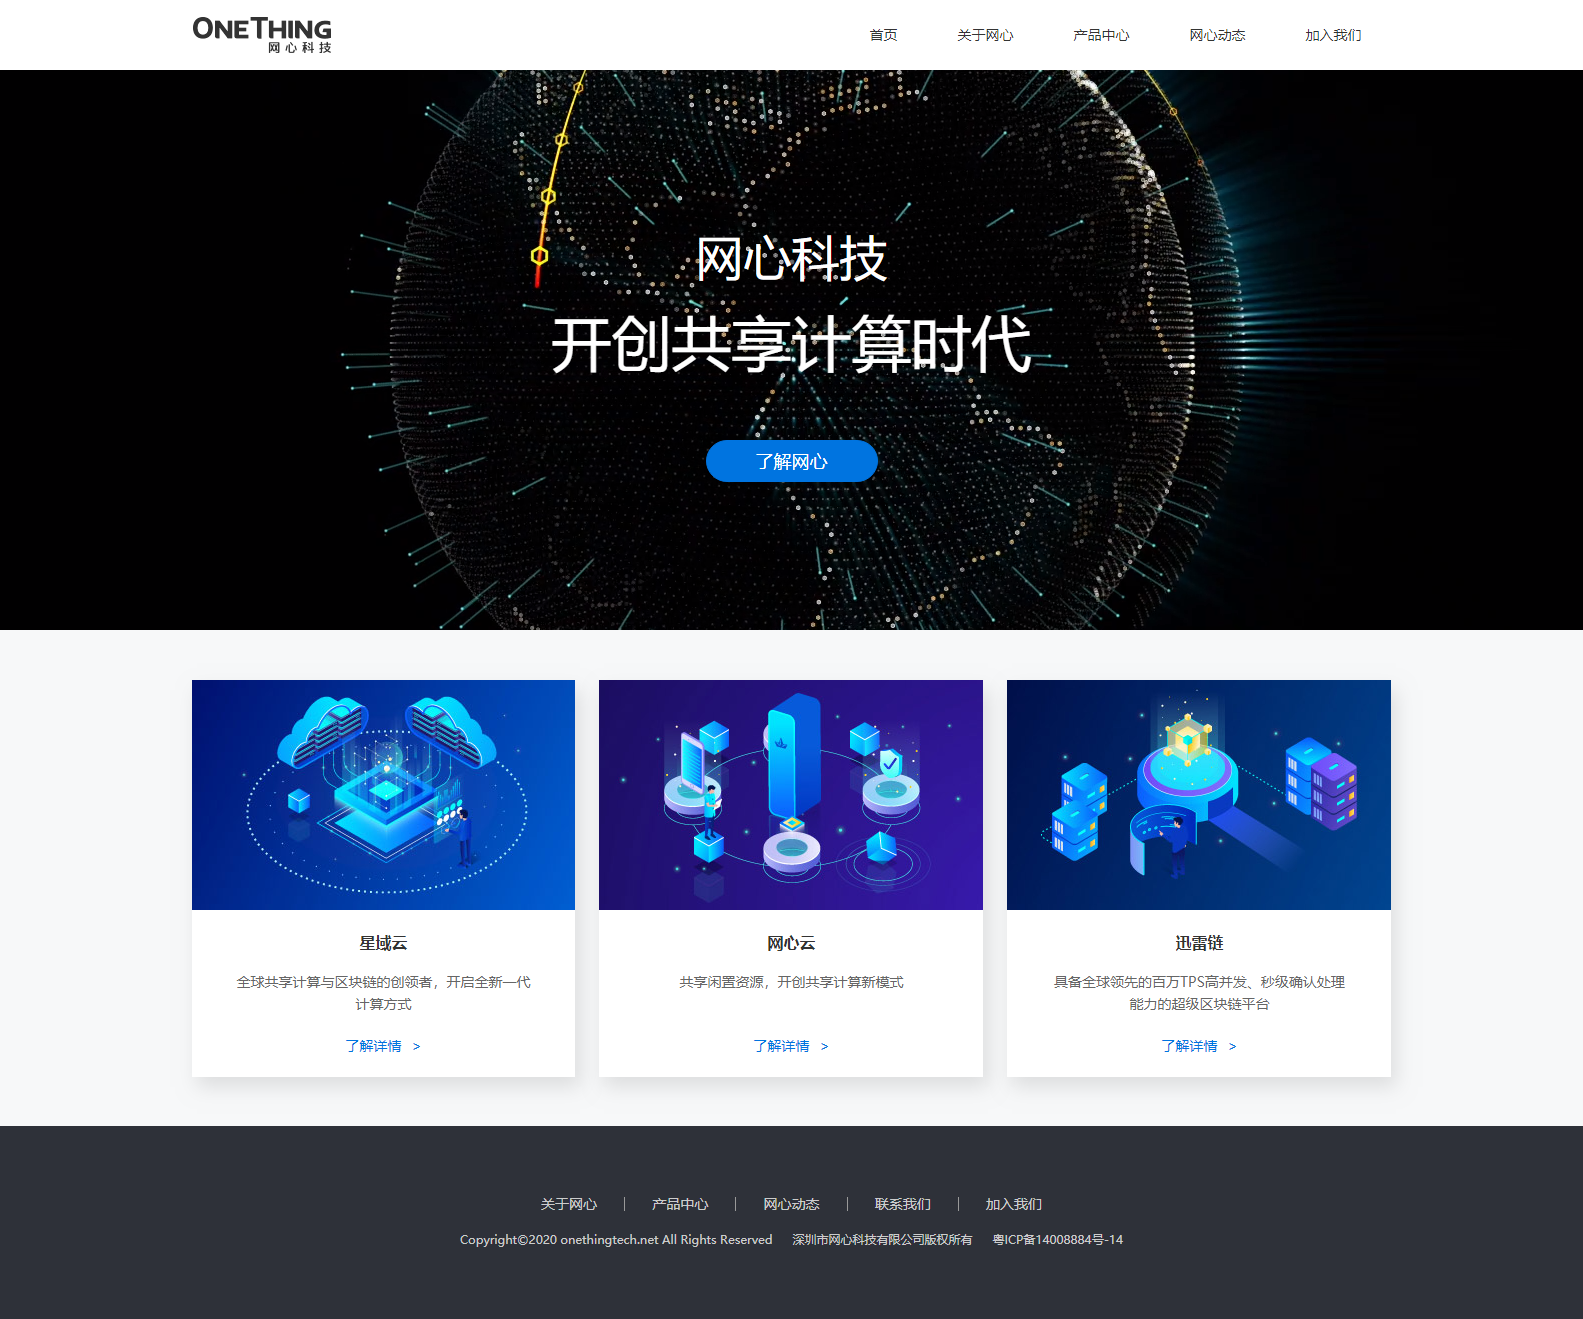 ONETHING
网心科技
首页 关于网心 产品中心 网心动态 加入我们
网心科技
开创共享计算时代
了解网心
星域云
全球共享计算与区块链的创领者，开启全新一代
计算方式
了解详情 >
网心云
共享闲置资源，开创共享计算新模式
了解详情 >
迅雷链
具备全球领先的百万TPS高并发、秒级确认处理
能力的超级区块链平台
了解详情 >
关于网心 | 产品中心 | 网心动态 | 联系我们 | 加入我们
Copyright©2020 onethingtech.net All Rights Reserved 深圳市网心科技有限公司版权所有 粤ICP备14008884号-14